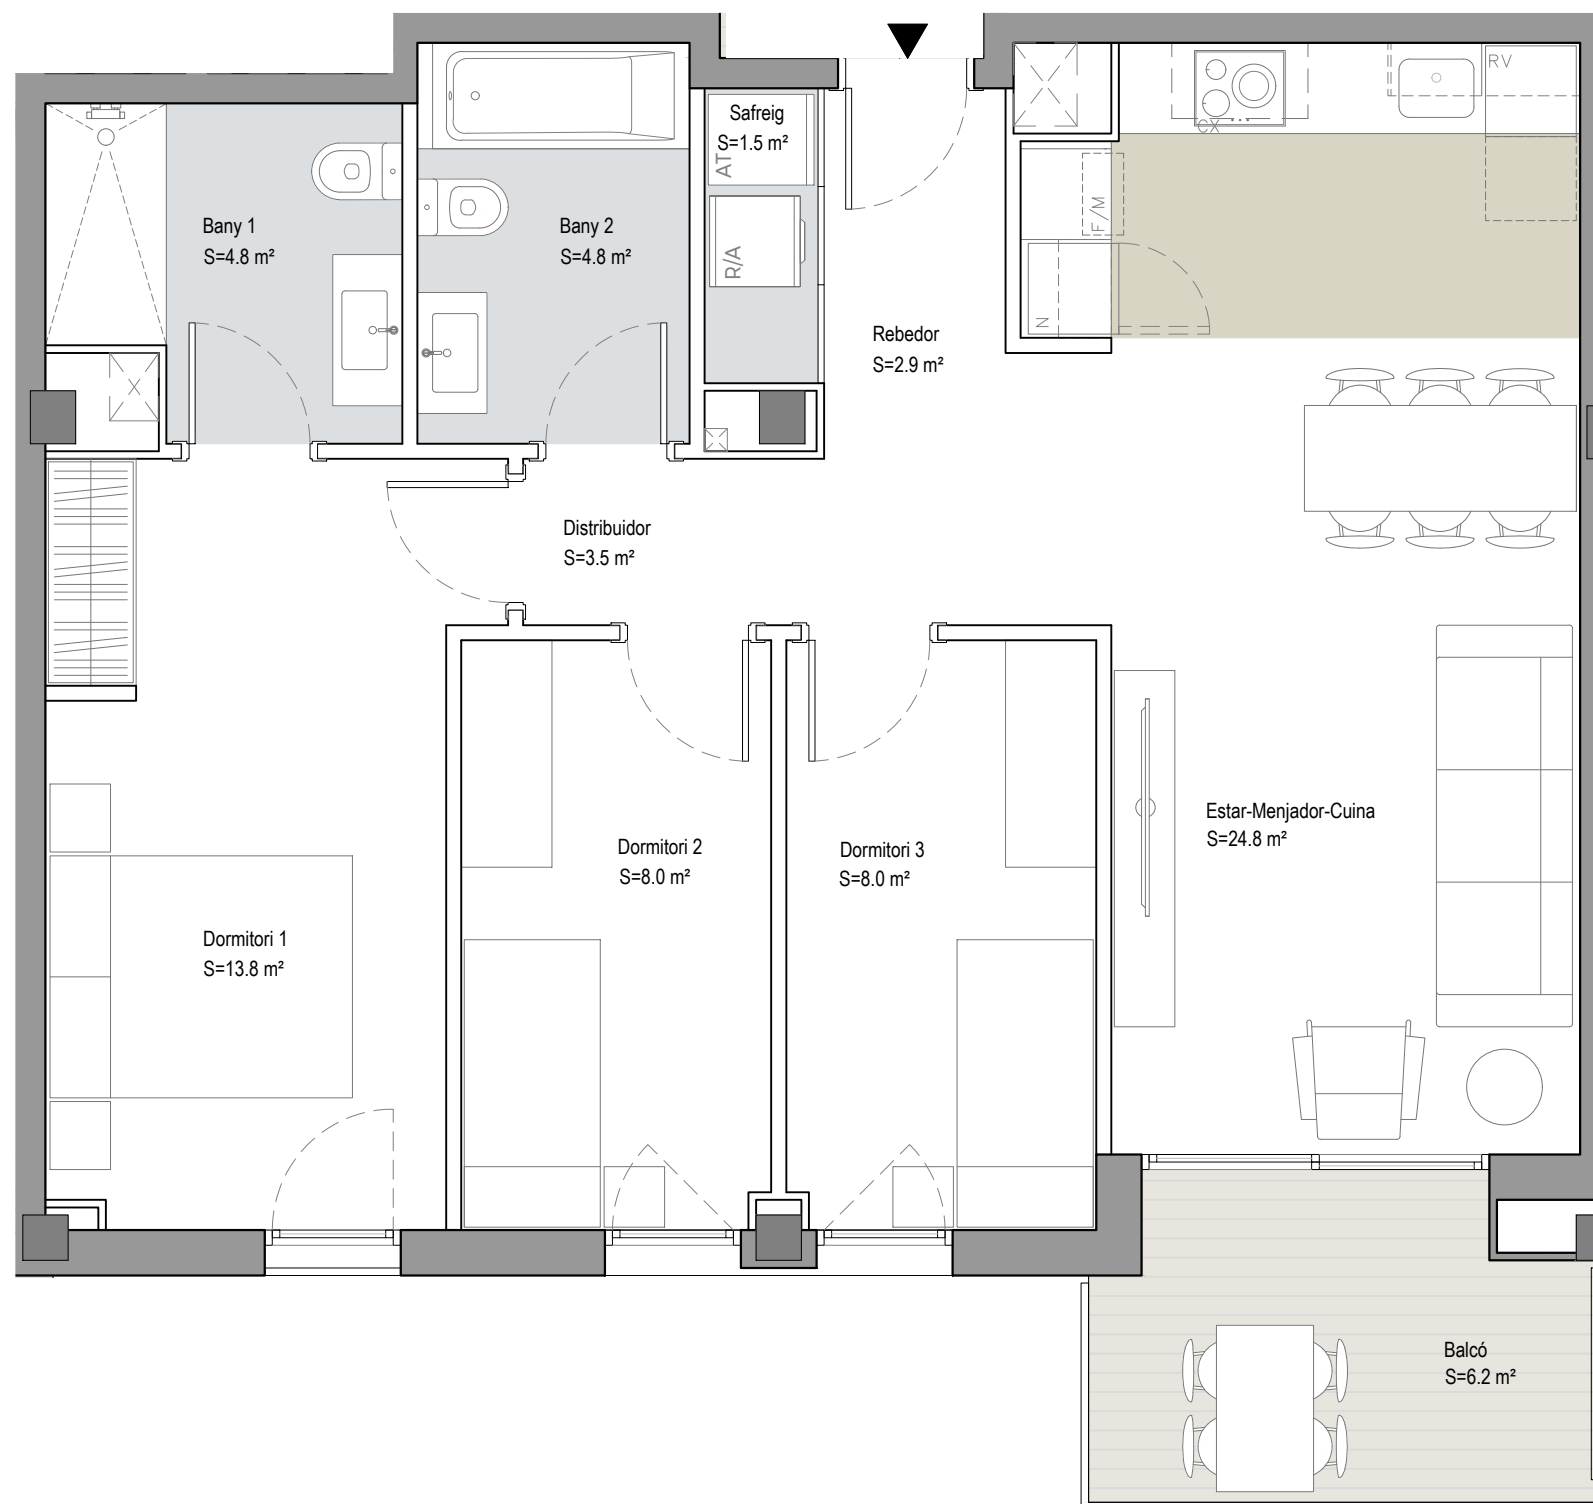 Safreig
S=1.5 m²
AT
R/A
RV
CX
F/M
N
Bany 1
S=4.8 m²
Bany 2
S=4.8 m²
Rebedor
S=2.9 m²
Distribuidor
S=3.5 m²
Estar-Menjador-Cuina
S=24.8 m²
Dormitori 2
S=8.0 m²
Dormitori 3
S=8.0 m²
Dormitori 1
S=13.8 m²
Balcó
S=6.2 m²